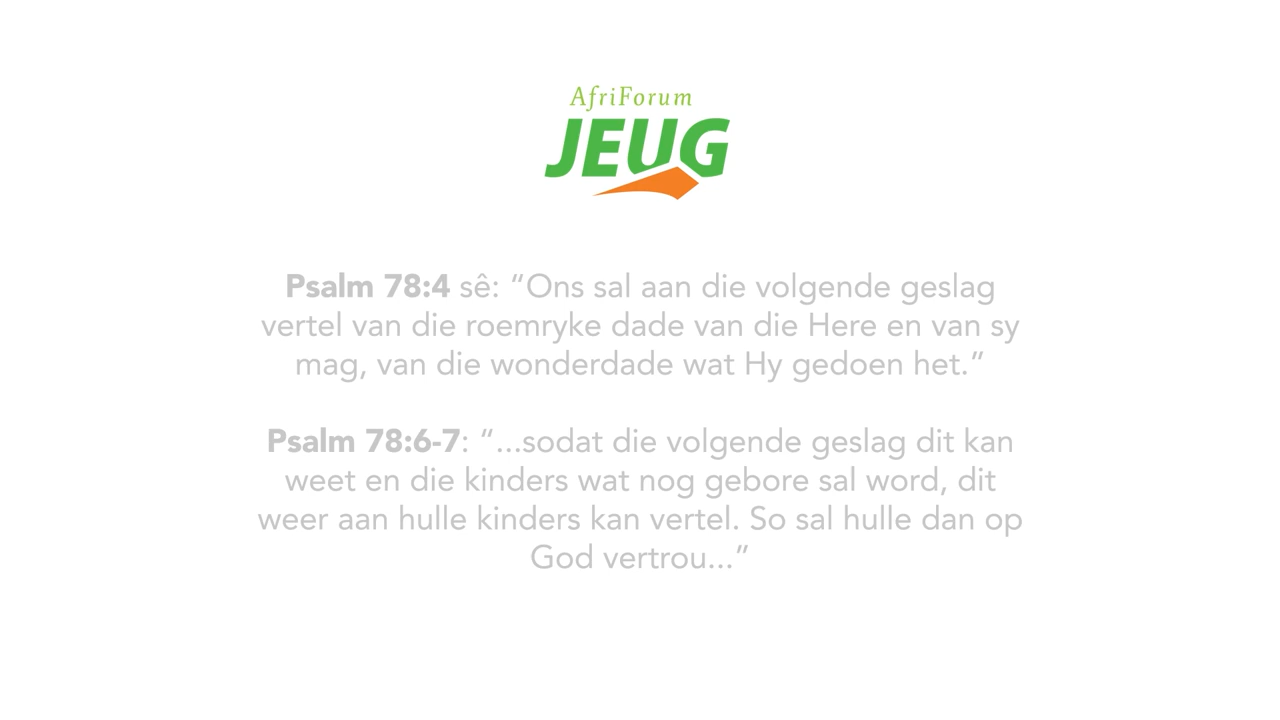 AfriForum
JEUG
Psalm 78:4 sê: “Ons sal aan die volgende geslag
vertel van die roemryke dade van die Here en van sy
mag, van die wonderdade wat Hy gedoen het.”
Psalm 78:6-7: “...sodat die volgende geslag dit kan
weet en die kinders wat nog gebore sal word, dit
weer aan hulle kinders kan vertel. So sal hulle dan op
God vertrou...”